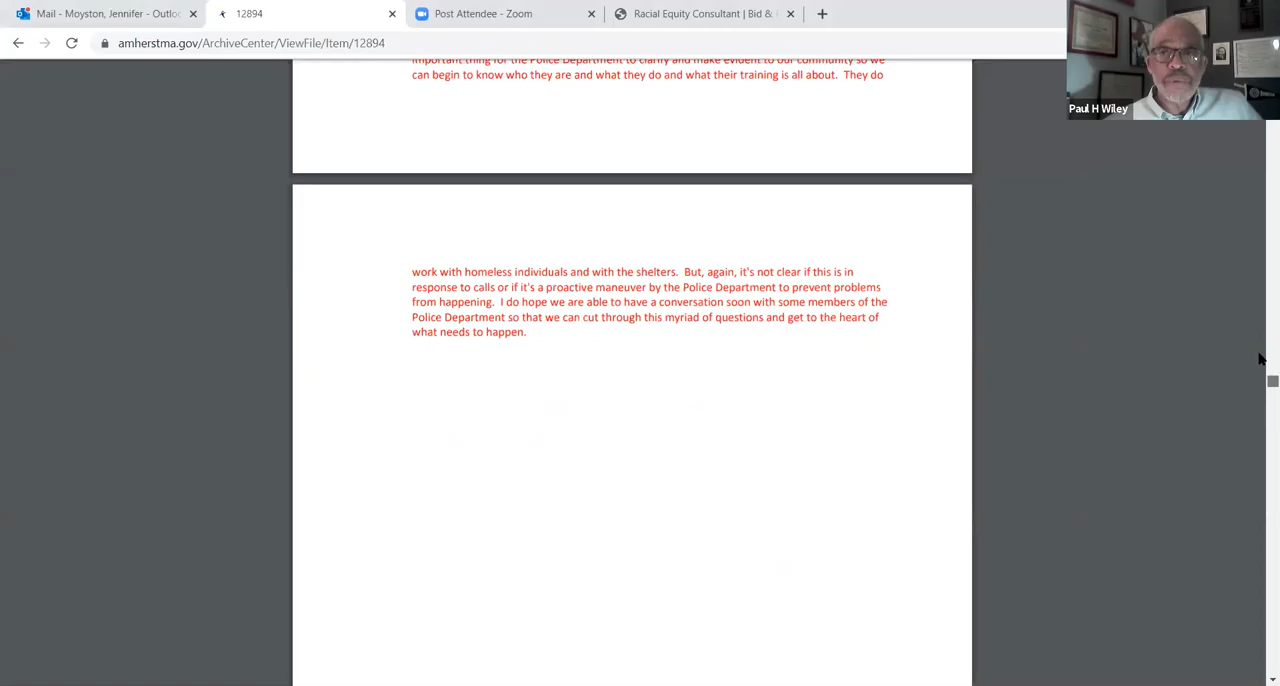 Mail - Moyston, Jennifer - Outlo
12894
Post Attendee - Zoom
Racial Equity Consultant | Bid &
amherstma.gov/ArchiveCenter/ViewFile/Item/12894
Paul H Wiley
important thing for the Police Department to clarify and make evident to our community so we
can begin to know who they are and what they do and what their training is all about.  They do
work with homeless individuals and with the shelters.  But, again, it's not clear if this is in
response to calls or if it's a proactive maneuver by the Police Department to prevent problems
from happening.  I do hope we are able to have a conversation soon with some members of the
Police Department so that we can cut through this myriad of questions and get to the heart of
what needs to happen.